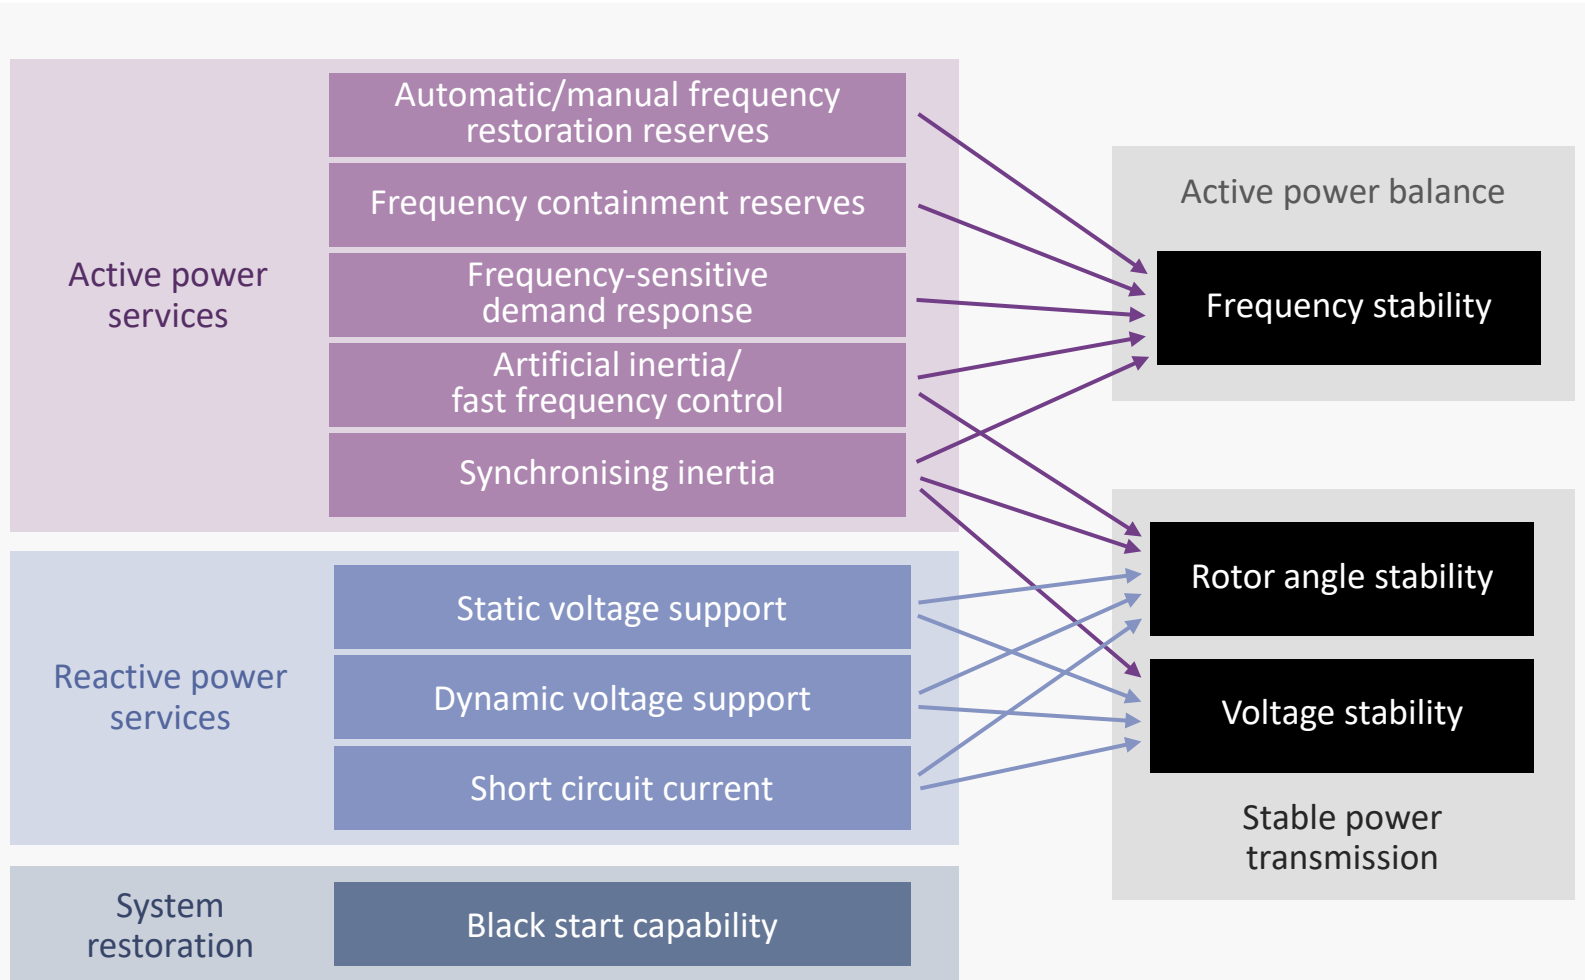 Active power
services
Automatic/manual frequency
restoration reserves
Frequency containment reserves
Frequency-sensitive
demand response
Artificial inertia/
fast frequency control
Synchronising inertia
Reactive power
services
Static voltage support
Dynamic voltage support
Short circuit current
System
restoration
Black start capability
Active power balance
Frequency stability
Rotor angle stability
Voltage stability
Stable power
transmission